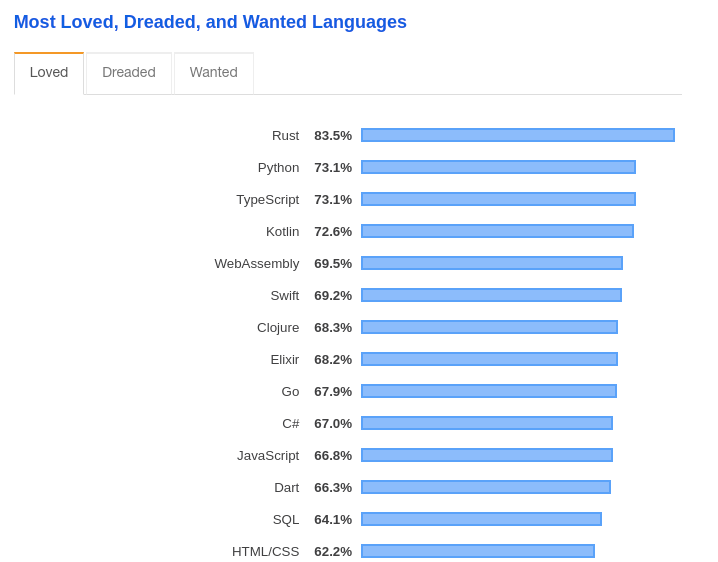 Most Loved, Dreaded, and Wanted Languages
Loved Dreaded Wanted
Rust 83.5%
Python 73.1%
TypeScript 73.1%
Kotlin 72.6%
WebAssembly 69.5%
Swift 69.2%
Clojure 68.3%
Elixir 68.2%
Go 67.9%
C# 67.0%
JavaScript 66.8%
Dart 66.3%
SQL 64.1%
HTML/CSS 62.2%